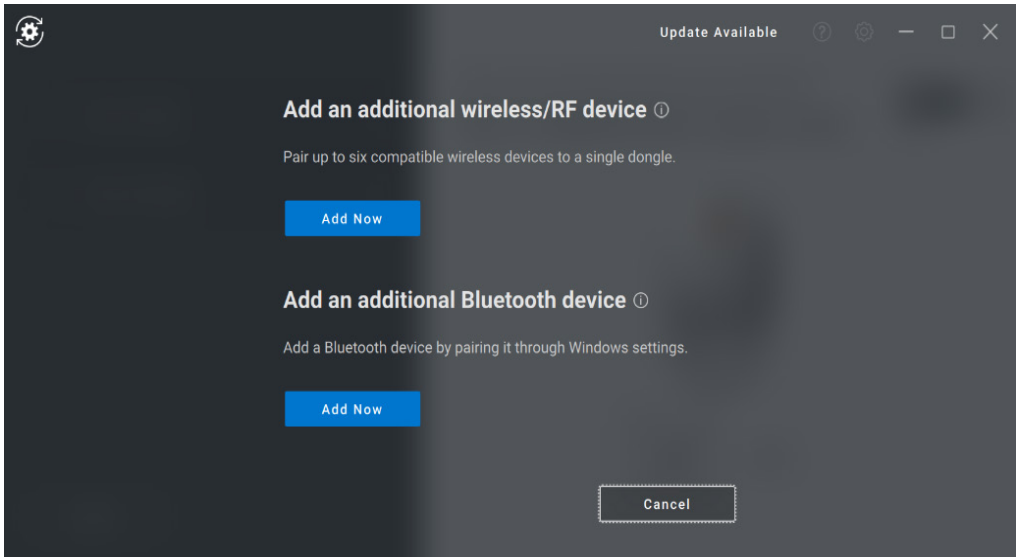 Update Available
Add an additional wireless/RF device
Pair up to six compatible wireless devices to a single dongle.
Add Now
Add an additional Bluetooth device
Add a Bluetooth device by pairing it through Windows settings.
Add Now
Cancel